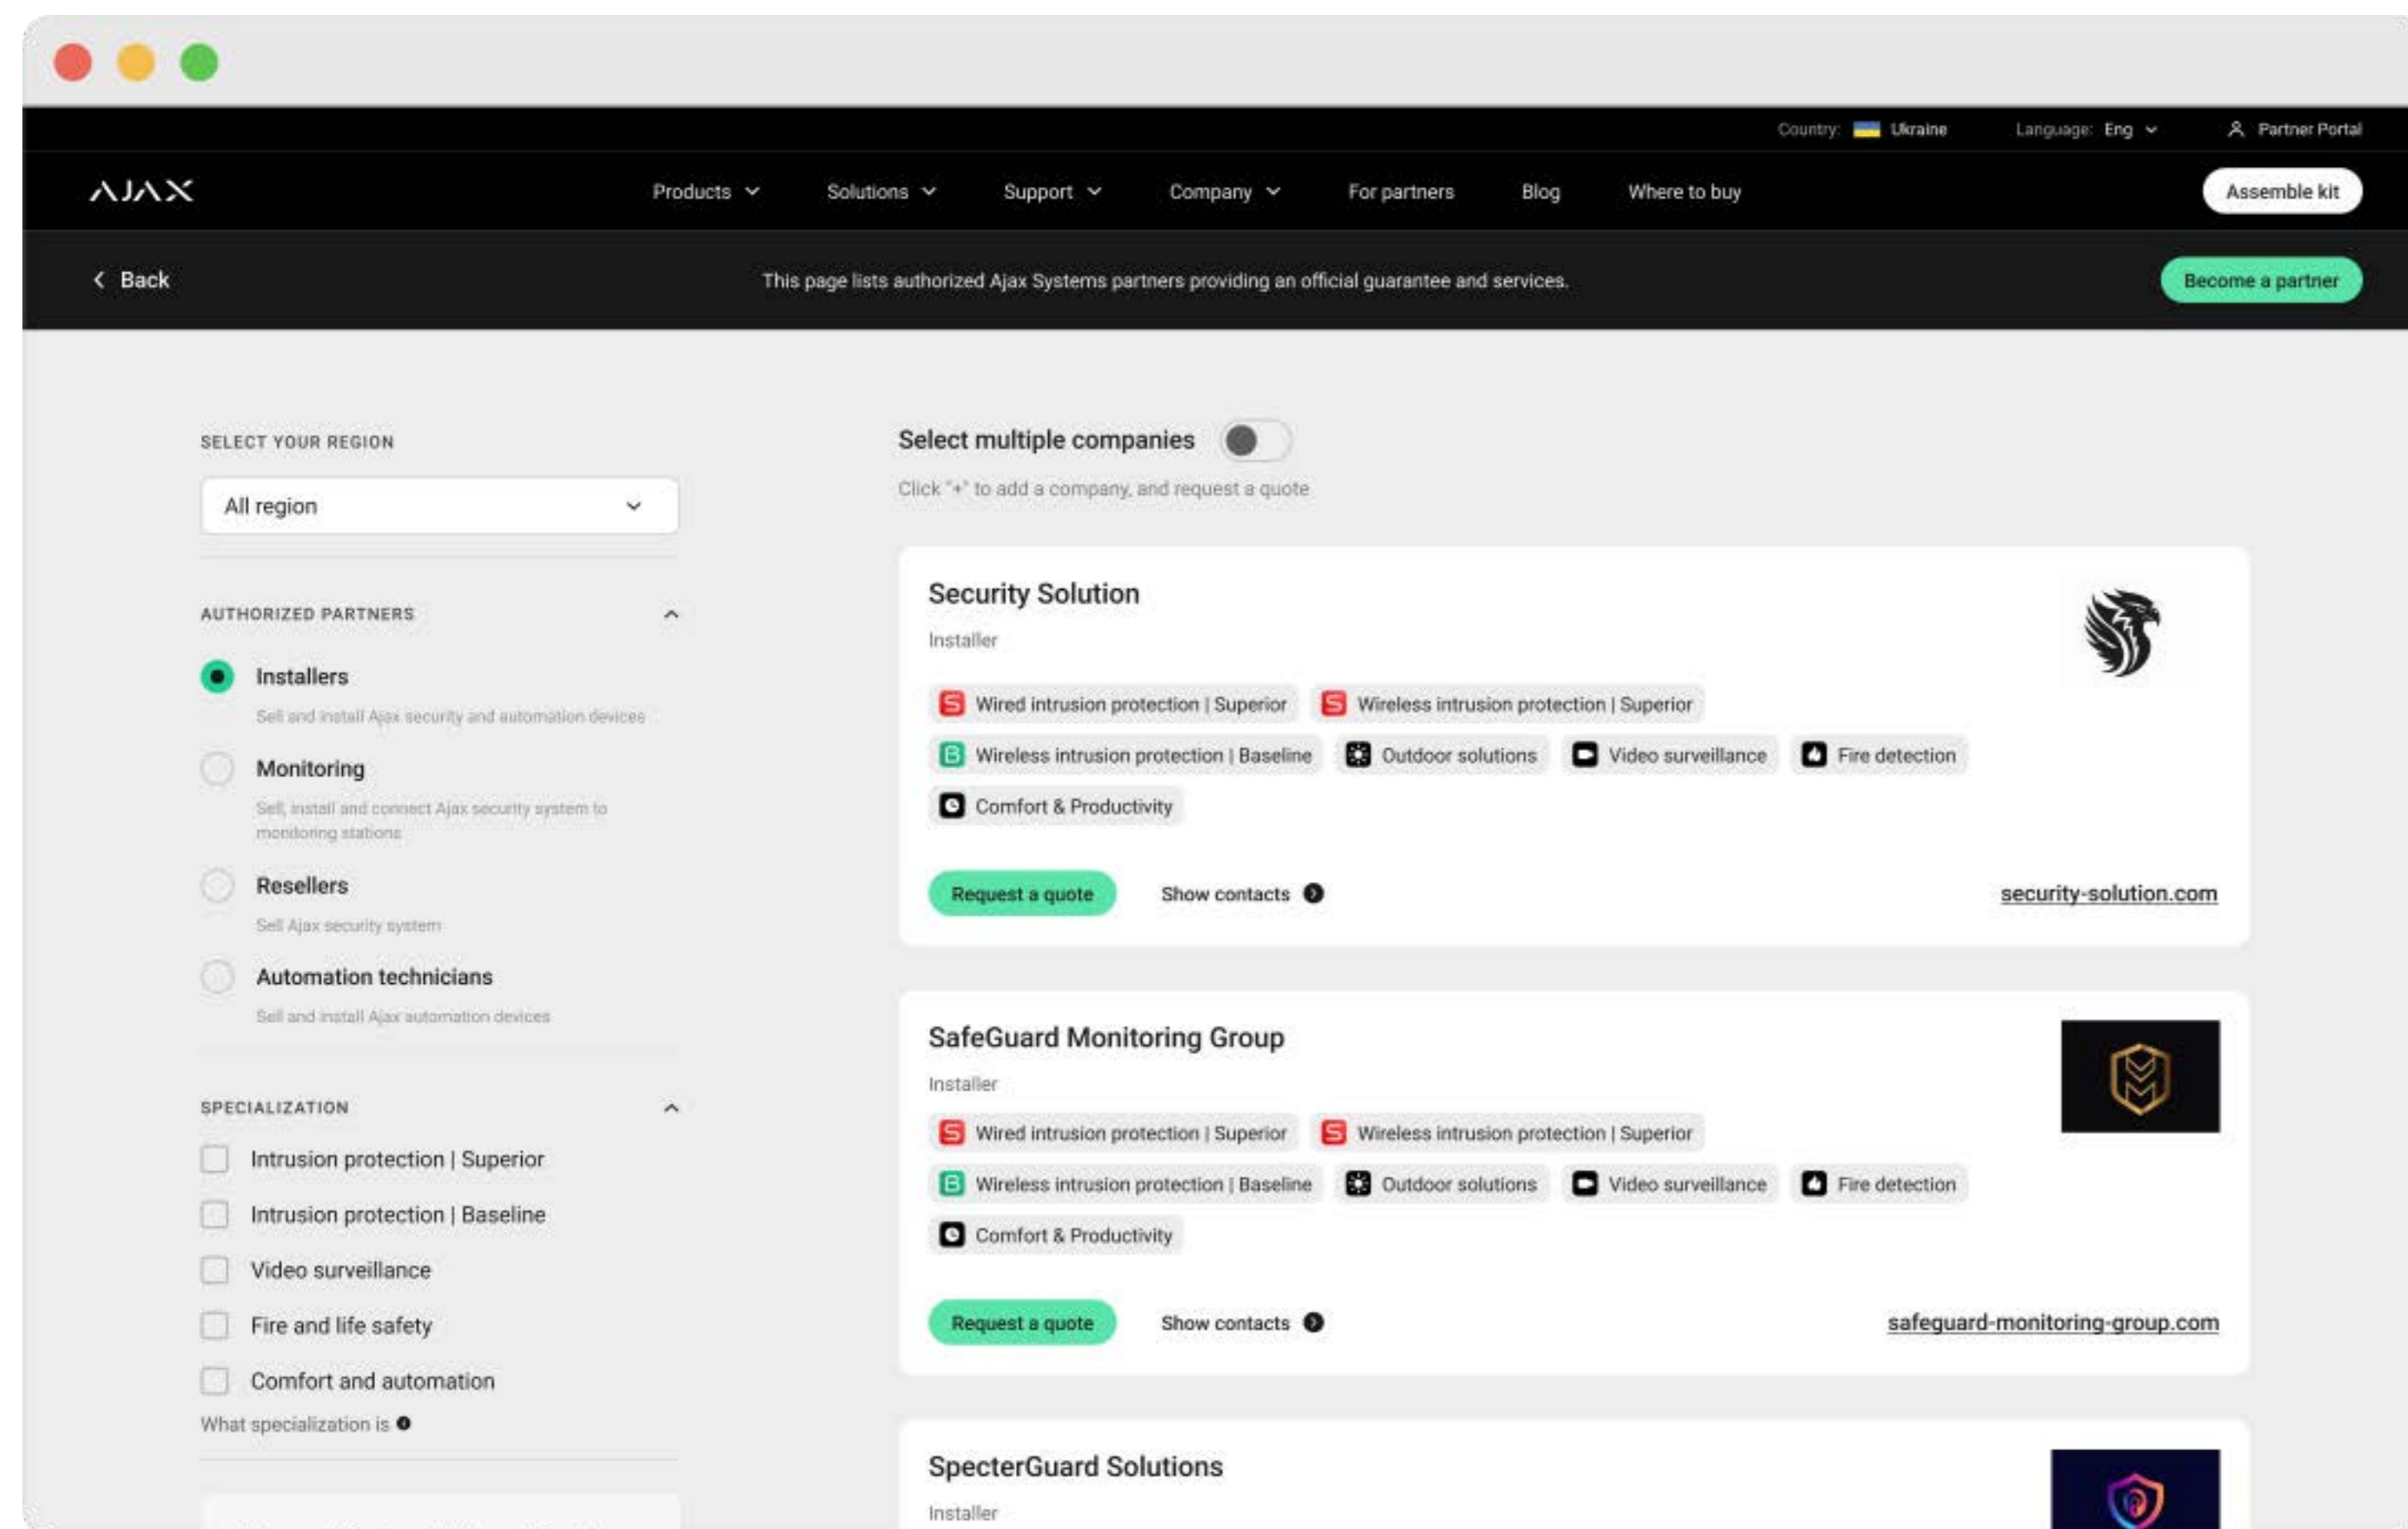 Country: Ukraine Language: Eng Partner Portal
AJAX Products Solutions Support Company For partners Blog Where to buy Assemble kit
Back This page lists authorized Ajax Systems partners providing an official guarantee and services. Become a partner
SELECT YOUR REGION
All region
AUTHORIZED PARTNERS
Installers
Sell and install Ajax security and automation devices
Monitoring
Sell, install and connect Ajax security system to
monitoring stations
Resellers
Sell Ajax security system
Automation technicians
Sell and install Ajax automation devices
SPECIALIZATION
Intrusion protection | Superior
Intrusion protection | Baseline
Video surveillance
Fire and life safety
Comfort and automation
What specialization is
Select multiple companies
Click "+" to add a company, and request a quote
Security Solution
Installer
S Wired intrusion protection | Superior S Wireless intrusion protection | Superior
B Wireless intrusion protection | Baseline Outdoor solutions Video surveillance Fire detection
Comfort & Productivity
Request a quote Show contacts security-solution.com
SafeGuard Monitoring Group
Installer
S Wired intrusion protection | Superior S Wireless intrusion protection | Superior
B Wireless intrusion protection | Baseline Outdoor solutions Video surveillance Fire detection
Comfort & Productivity
Request a quote Show contacts safeguard-monitoring-group.com
SpecterGuard Solutions
Installer